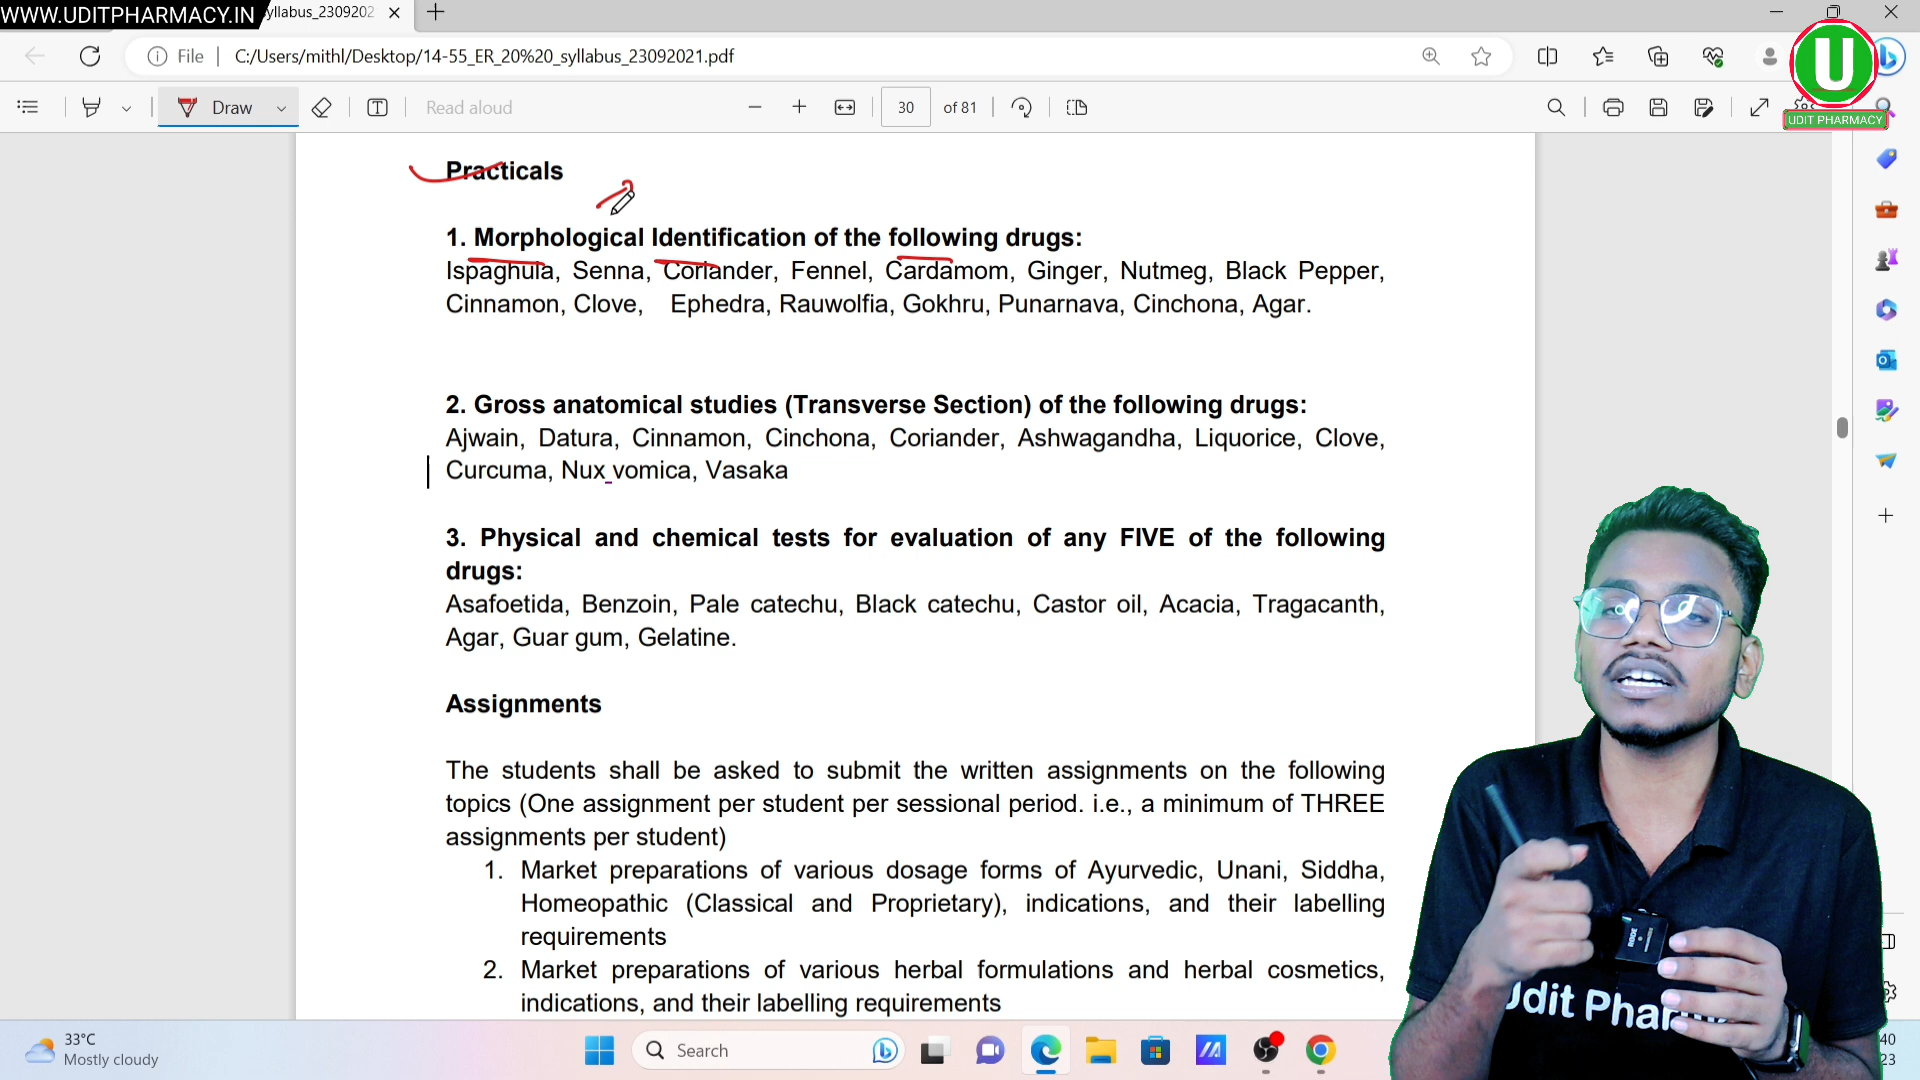 WWW.UDITPHARMACY.IN
yllabus_2309202
File
C:/Users/mithl/Desktop/14-55_ER_20%20_syllabus_23092021.pdf
Draw
Read aloud
30
of 81
U
UDIT PHARMACY
Practicals
1. Morphological Identification of the following drugs:
Ispaghula, Senna, Coriander, Fennel, Cardamom, Ginger, Nutmeg, Black Pepper,
Cinnamon, Clove, Ephedra, Rauwolfia, Gokhru, Punarnava, Cinchona, Agar.
2. Gross anatomical studies (Transverse Section) of the following drugs:
Ajwain, Datura, Cinnamon, Cinchona, Coriander, Ashwagandha, Liquorice, Clove,
Curcuma, Nux vomica, Vasaka
3. Physical and chemical tests for evaluation of any FIVE of the following
drugs:
Asafoetida, Benzoin, Pale catechu, Black catechu, Castor oil, Acacia, Tragacanth,
Agar, Guar gum, Gelatine.
Assignments
The students shall be asked to submit the written assignments on the following
topics (One assignment per student per sessional period. i.e., a minimum of THREE
assignments per student)
1. Market preparations of various dosage forms of Ayurvedic, Unani, Siddha,
Homeopathic (Classical and Proprietary), indications, and their labelling
requirements
2. Market preparations of various herbal formulations and herbal cosmetics,
indications, and their labelling requirements
RODE
Udit Phar
33°C
Mostly cloudy
Search
40
23